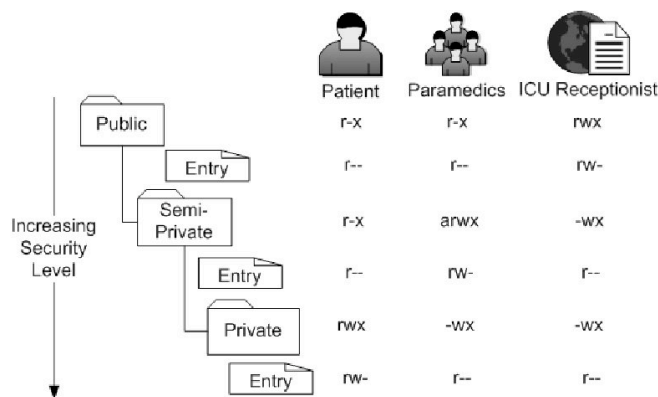 Patient Paramedics ICU Receptionist
Public r-x r-x rwx
Entry r-- r-- rw-
Semi-
Private r-x arwx -wx
Increasing
Security
Level
Entry r-- rw- r--
Private rwx -wx -wx
Entry rw- r-- r--